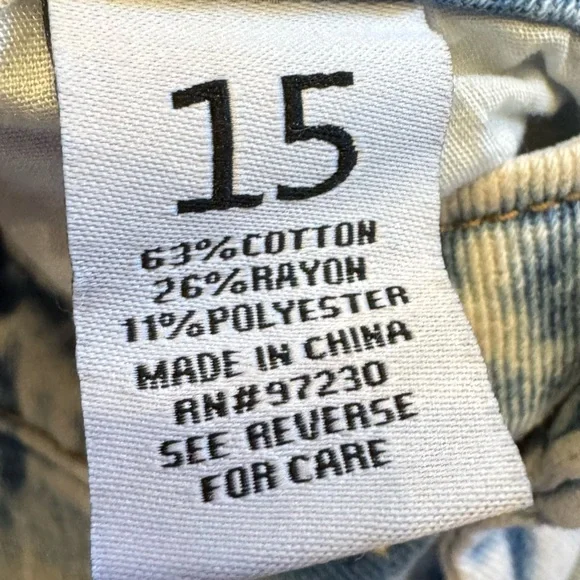 15
63%COTTON
26%RAYON
11%POLYESTER
MADE IN CHINA
RN#97230
SEE REVERSE
FOR CARE